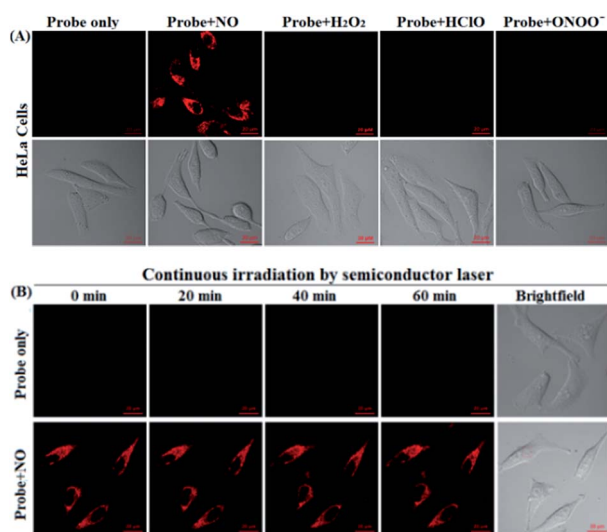 (A) Probe only Probe+NO Probe+H₂O₂ Probe+HClO Probe+ONOO⁻
HeLa Cells
Continuous irradiation by semiconductor laser
(B) 0 min 20 min 40 min 60 min Brightfield
Probe only
Probe+NO